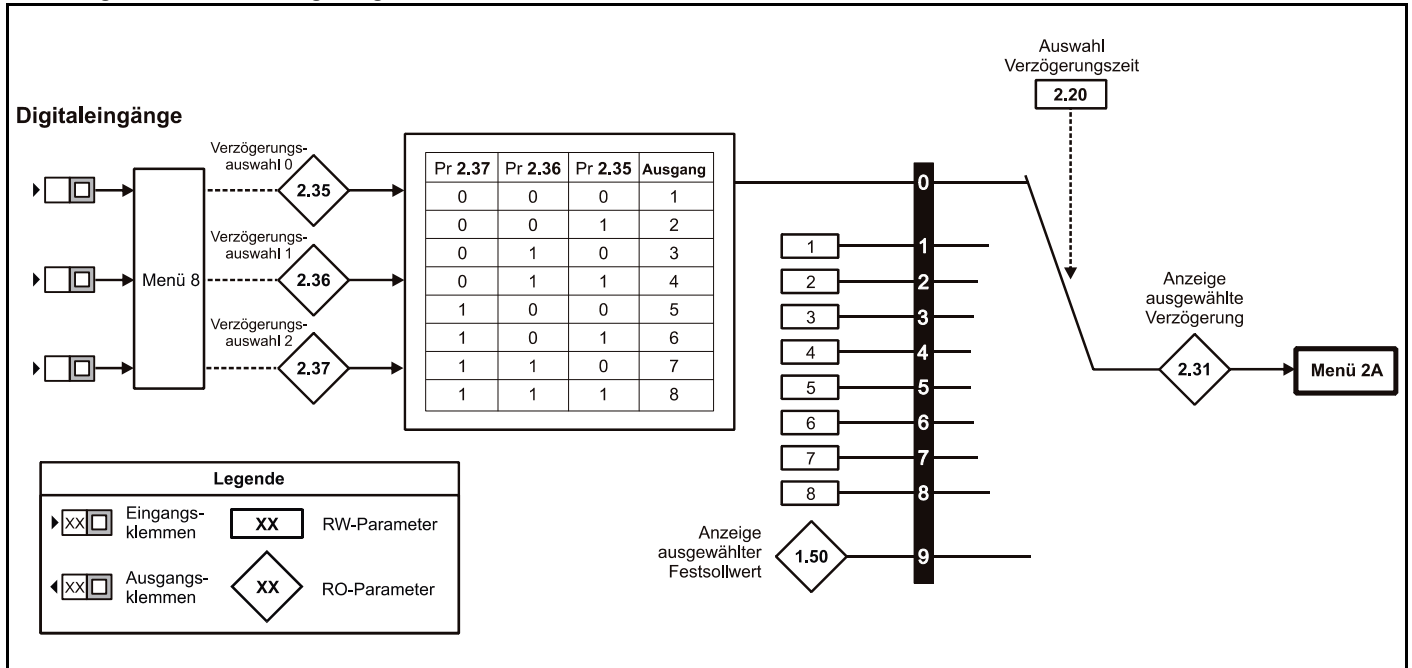 Auswahl
Verzögerungszeit
2.20
Digitaleingänge
Verzögerungs-
auswahl 0
2.35
Verzögerungs-
auswahl 1
2.36
Verzögerungs-
auswahl 2
2.37
Menü 8
Pr 2.37 Pr 2.36 Pr 2.35 Ausgang
0 0 0 1
0 0 1 2
0 1 0 3
0 1 1 4
1 0 0 5
1 0 1 6
1 1 0 7
1 1 1 8
0
1 1
2 2
3 3
4 4
5 5
6 6
7 7
8 8
Anzeige
ausgewählter
Festsollwert
1.50
9
Anzeige
ausgewählte
Verzögerung
2.31
Menü 2A
Legende
XX Eingangs-
klemmen
XX RW-Parameter
XX Ausgangs-
klemmen
XX RO-Parameter